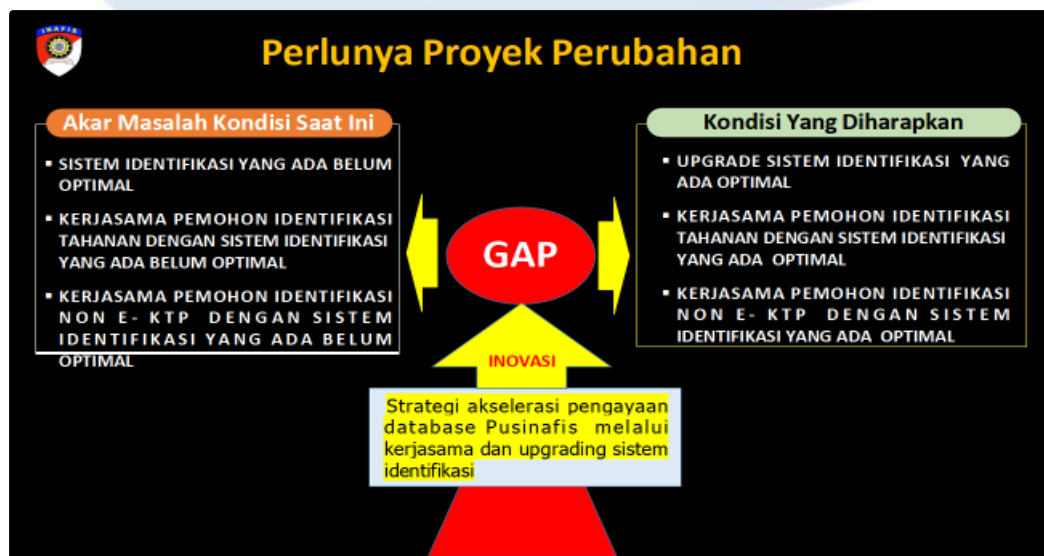 INAFIS
Perlunya Proyek Perubahan
Akar Masalah Kondisi Saat Ini
▪ SISTEM IDENTIFIKASI YANG ADA BELUM
OPTIMAL
▪ KERJASAMA PEMOHON IDENTIFIKASI
TAHANAN DENGAN SISTEM IDENTIFIKASI
YANG ADA BELUM OPTIMAL
▪ KERJASAMA PEMOHON IDENTIFIKASI
NON E- KTP DENGAN SISTEM
IDENTIFIKASI YANG ADA BELUM
OPTIMAL
GAP
INOVASI
Strategi akselerasi pengayaan
database Pusinafis melalui
kerjasama dan upgrading sistem
identifikasi
Kondisi Yang Diharapkan
▪ UPGRADE SISTEM IDENTIFIKASI YANG
ADA OPTIMAL
▪ KERJASAMA PEMOHON IDENTIFIKASI
TAHANAN DENGAN SISTEM IDENTIFIKASI
YANG ADA OPTIMAL
▪ KERJASAMA PEMOHON IDENTIFIKASI
NON E- KTP DENGAN SISTEM
IDENTIFIKASI YANG ADA OPTIMAL